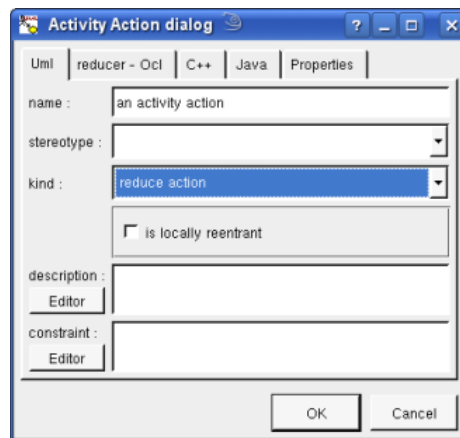 Activity Action dialog
Uml reducer - Ocl C++ Java Properties
name : an activity action
stereotype :
kind : reduce action
is locally reentrant
description :
Editor
constraint :
Editor
OK Cancel